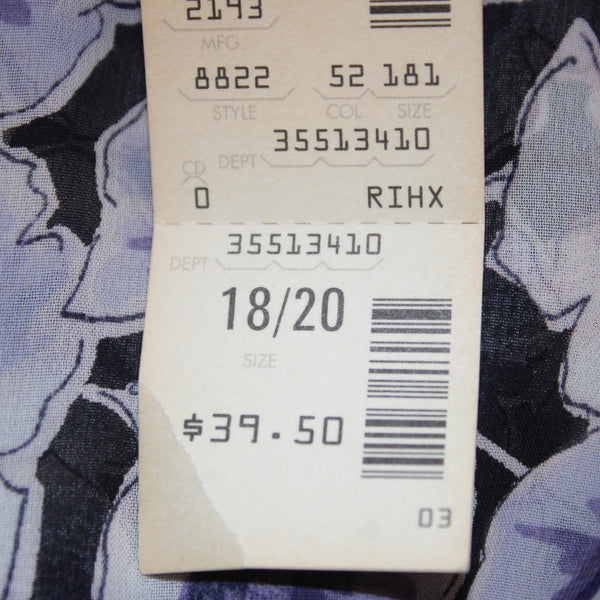 2193
MFG.
8822 52 181
STYLE COL SIZE
35513410
CD DEPT
0 RIHX
35513410
DEPT
18/20
SIZE
$39.50
03